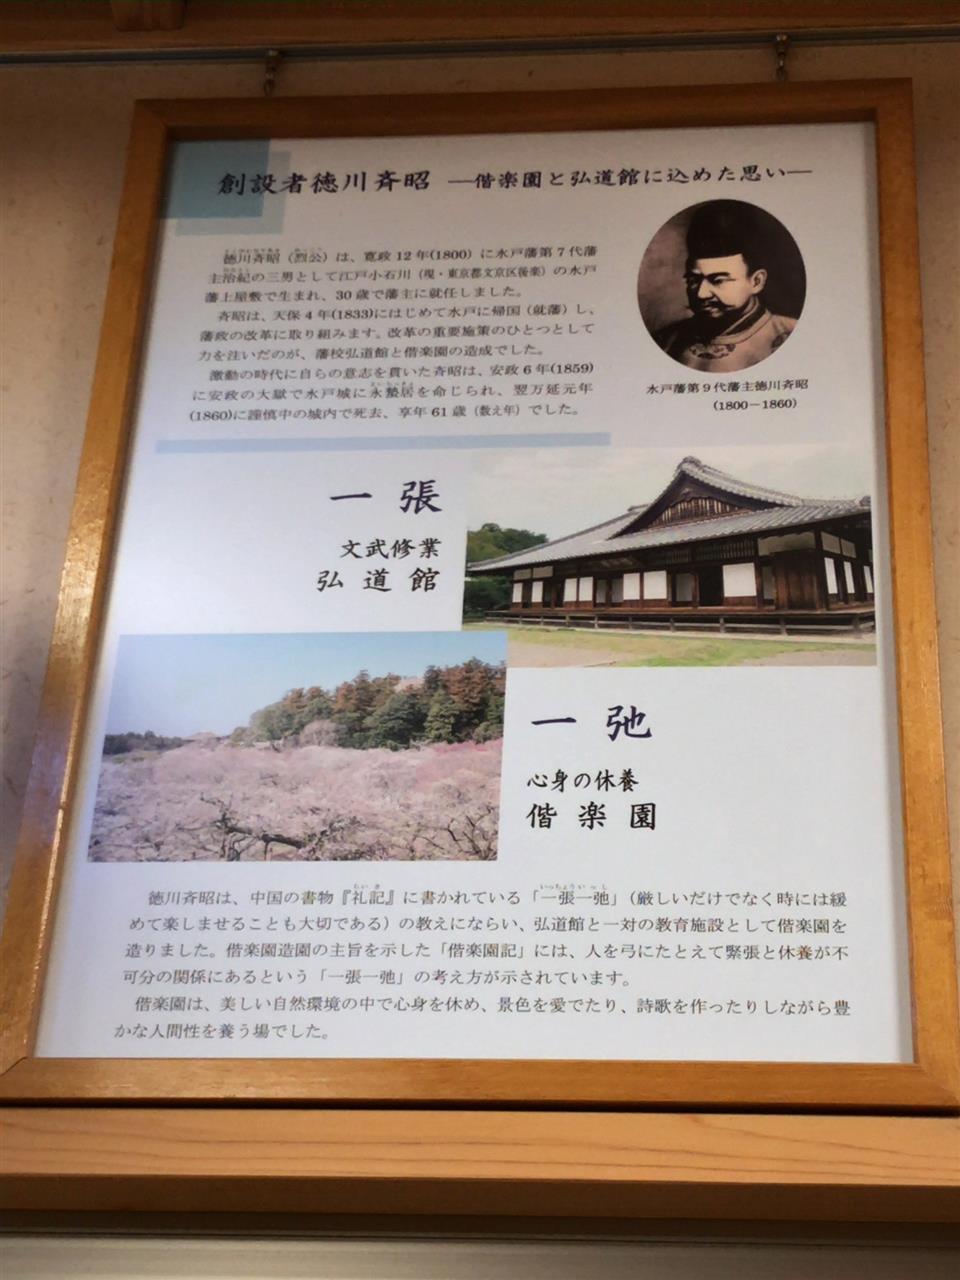 創設者徳川斉昭 ―偕楽園と弘道館に込めた思い―
徳川斉昭（烈公）は、寛政12年(1800) に水戸藩第7代藩
主治紀の三男として江戸小石川（現・東京都文京区後楽）の水戸
藩上屋敷で生まれ、30歳で藩主に就任しました。
斉昭は、天保4年(1833)にはじめて水戸に帰国（就藩）し、
藩政の改革に取り組みます。改革の重要施策のひとつとして
力を注いだのが、藩校弘道館と偕楽園の造成でした。
激動の時代に自らの意志を貫いた斉昭は、安政6年(1859)
に安政の大獄で水戸城に永蟄居を命じられ、翌万延元年
(1860)に謹慎中の城内で死去、享年61歳（数え年）でした。
水戸藩第9代藩主徳川斉昭
(1800－1860)
一張
文武修業
弘道館
一弛
心身の休養
偕楽園
徳川斉昭は、中国の書物『礼記』に書かれている「一張一弛」（厳しいだけでなく時には緩
めて楽しませることも大切である）の教えにならい、弘道館と一対の教育施設として偕楽園を
造りました。偕楽園造園の主旨を示した「偕楽園記」には、人を弓にたとえて緊張と休養が不
可分の関係にあるという「一張一弛」の考え方が示されています。
偕楽園は、美しい自然環境の中で心身を休め、景色を愛でたり、詩歌を作ったりしながら豊
かな人間性を養う場でした。